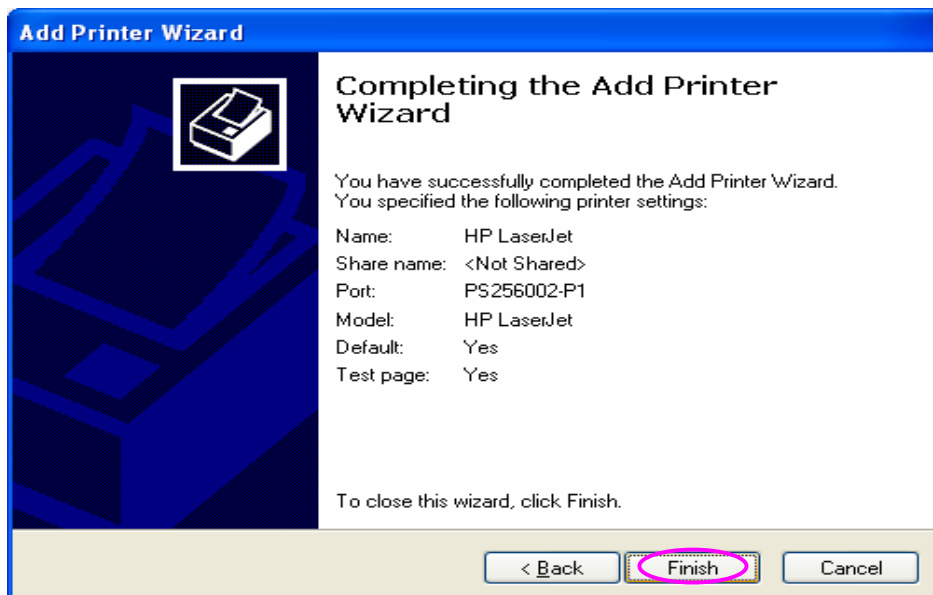 Add Printer Wizard
Completing the Add Printer
Wizard
You have successfully completed the Add Printer Wizard.
You specified the following printer settings:
Name: HP LaserJet
Share name: <Not Shared>
Port: PS256002-P1
Model: HP LaserJet
Default: Yes
Test page: Yes
To close this wizard, click Finish.
< Back Finish Cancel